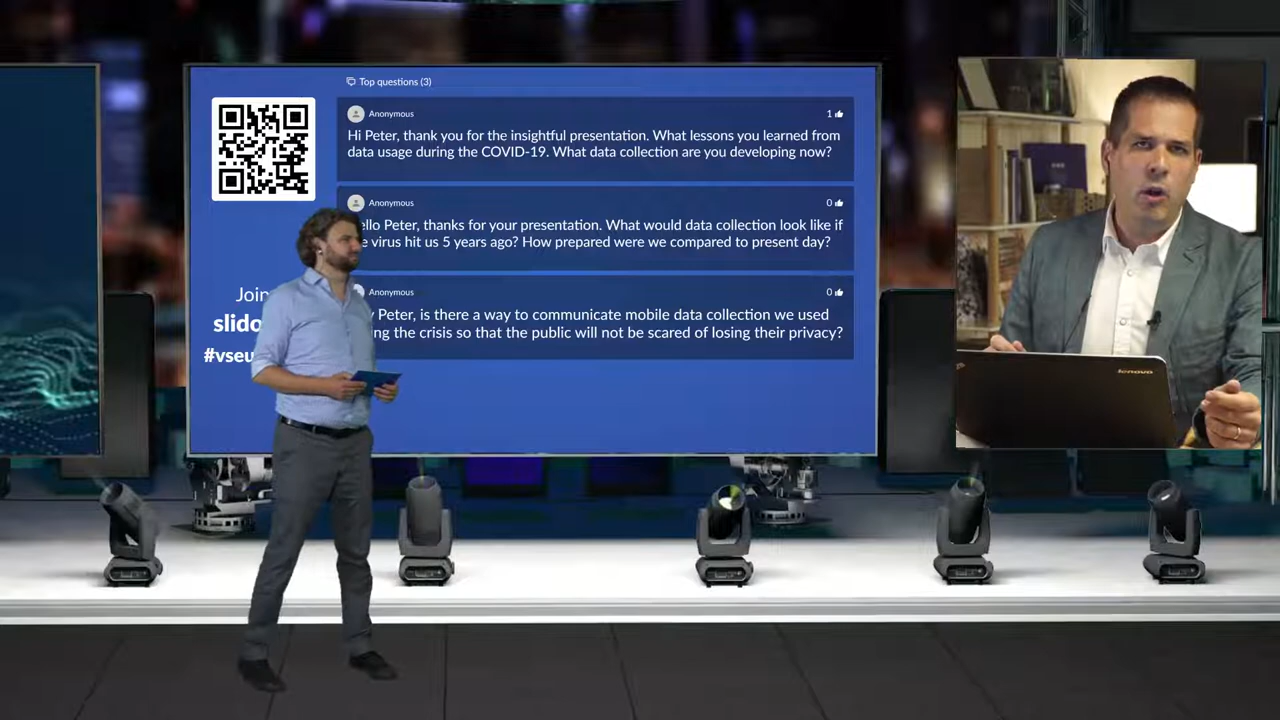 Top questions (3)
Anonymous
1
Hi Peter, thank you for the insightful presentation. What lessons you learned from
data usage during the COVID-19. What data collection are you developing now?
Anonymous
0
ello Peter, thanks for your presentation. What would data collection look like if
e virus hit us 5 years ago? How prepared were we compared to present day?
Anonymous
0
y Peter, is there a way to communicate mobile data collection we used
ing the crisis so that the public will not be scared of losing their privacy?
Join
slido
#vseu
lenovo